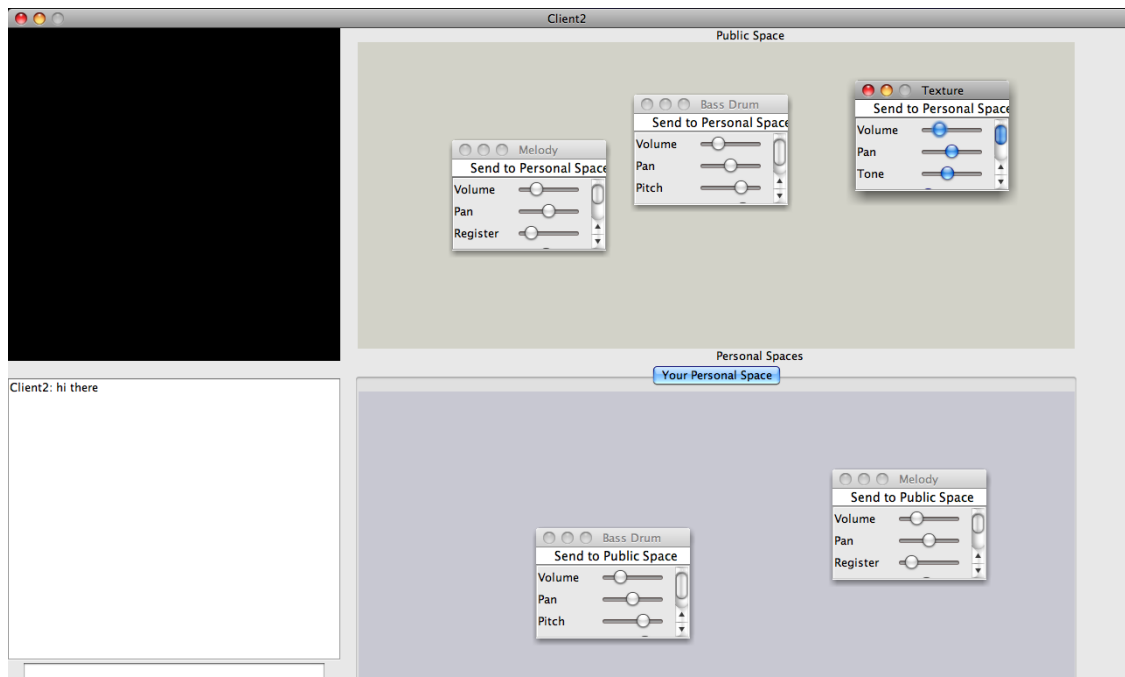 Client2
Public Space
Texture
Send to Personal Space
Volume
Pan
Tone
Bass Drum
Send to Personal Space
Volume
Pan
Pitch
Melody
Send to Personal Space
Volume
Pan
Register
Personal Spaces
Your Personal Space
Client2: hi there
Melody
Send to Public Space
Volume
Pan
Register
Bass Drum
Send to Public Space
Volume
Pan
Pitch